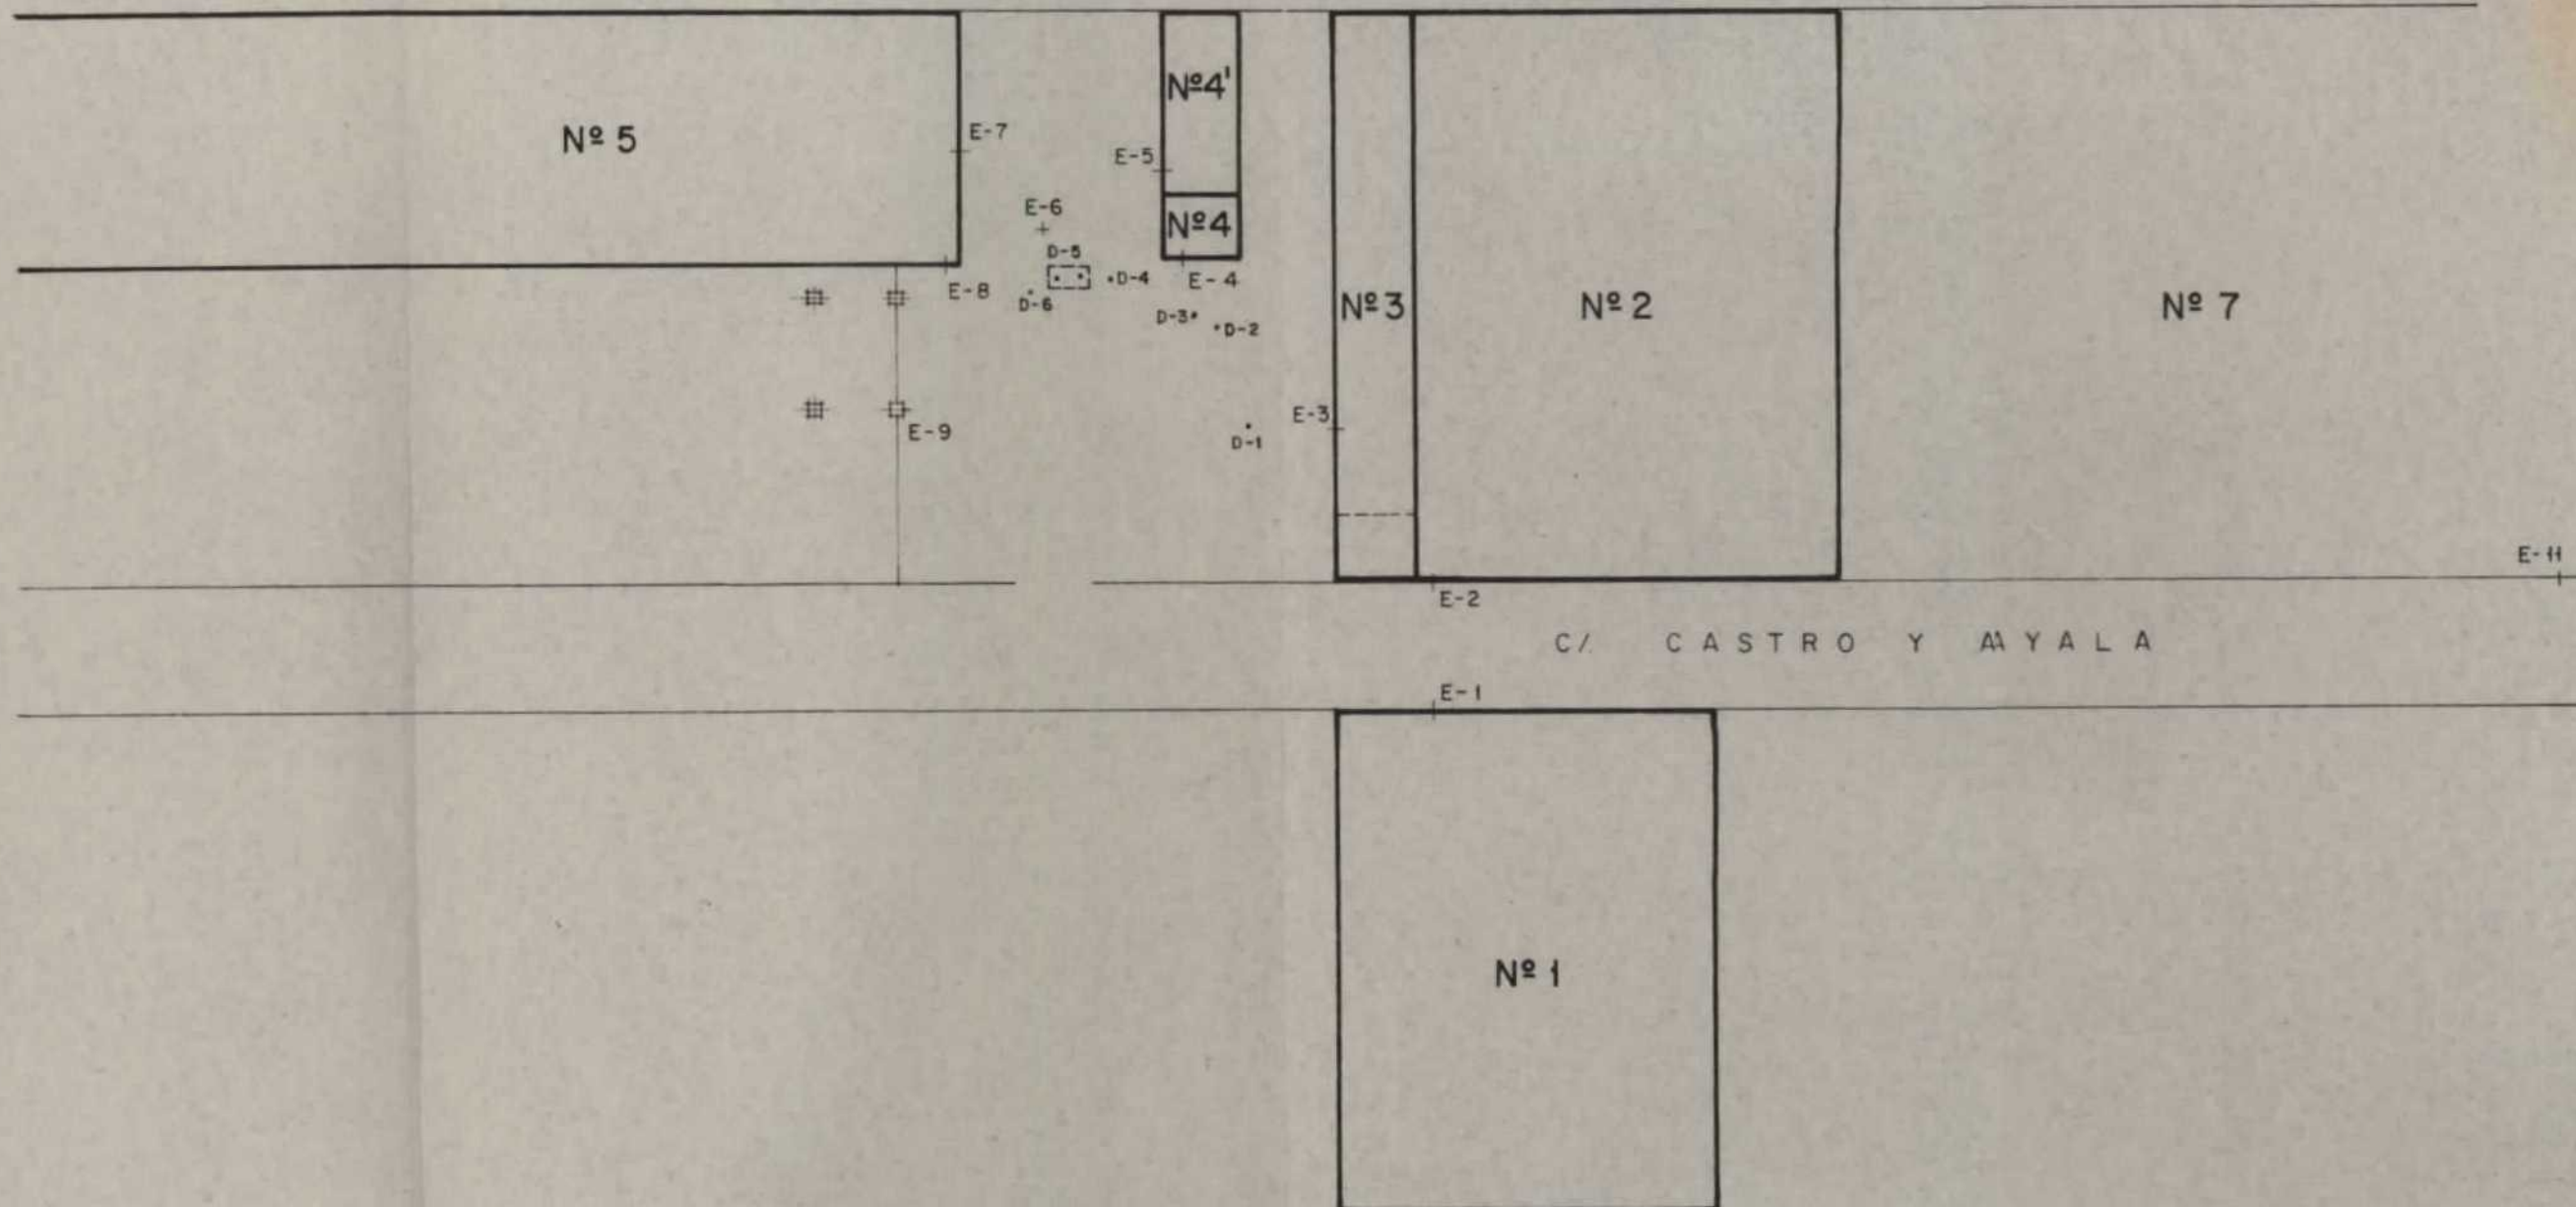 Nº 5
E-7
E-5
Nº4'
E-6
Nº4
D-5
D-4
E-4
E-8
D-6
D-3
D-2
Nº3
Nº 2
Nº 7
E-9
E-3
D-1
E-11
E-2
C/. CASTRO Y AYALA
E-1
Nº 1